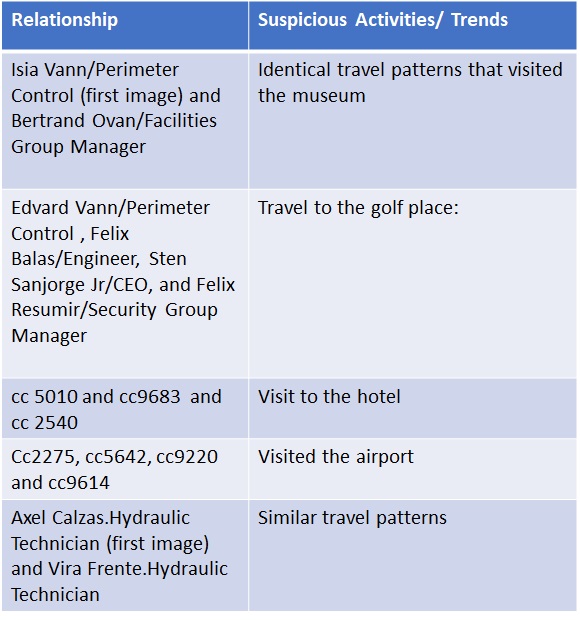 Relationship
Suspicious Activities/ Trends
Isia Vann/Perimeter
Control (first image) and
Bertrand Ovan/Facilities
Group Manager
Identical travel patterns that visited
the museum
Edvard Vann/Perimeter
Control , Felix
Balas/Engineer, Sten
Sanjorge Jr/CEO, and Felix
Resumir/Security Group
Manager
Travel to the golf place:
cc 5010 and cc9683 and
cc 2540
Visit to the hotel
Cc2275, cc5642, cc9220
and cc9614
Visited the airport
Axel Calzas.Hydraulic
Technician (first image)
and Vira Frente.Hydraulic
Technician
Similar travel patterns